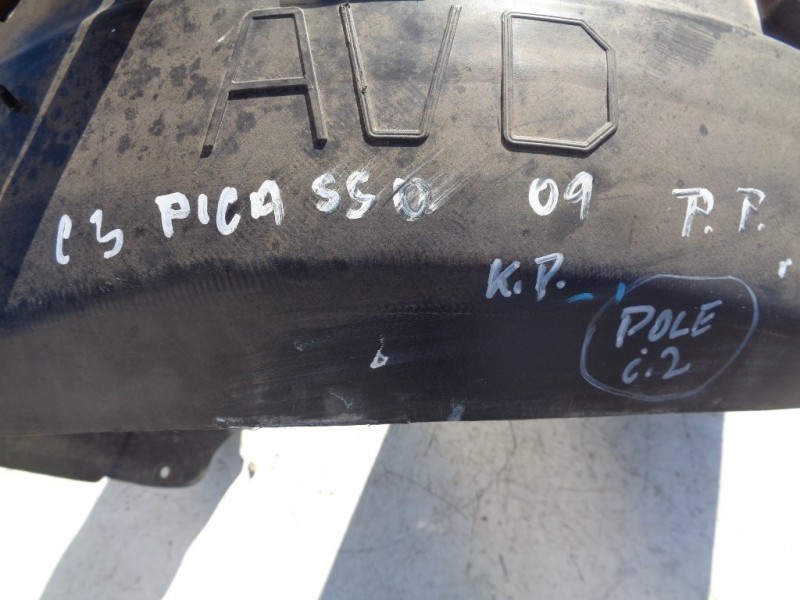 AVD
C3 PICASSO 09 P.P.
K.P.
POLE
č.2